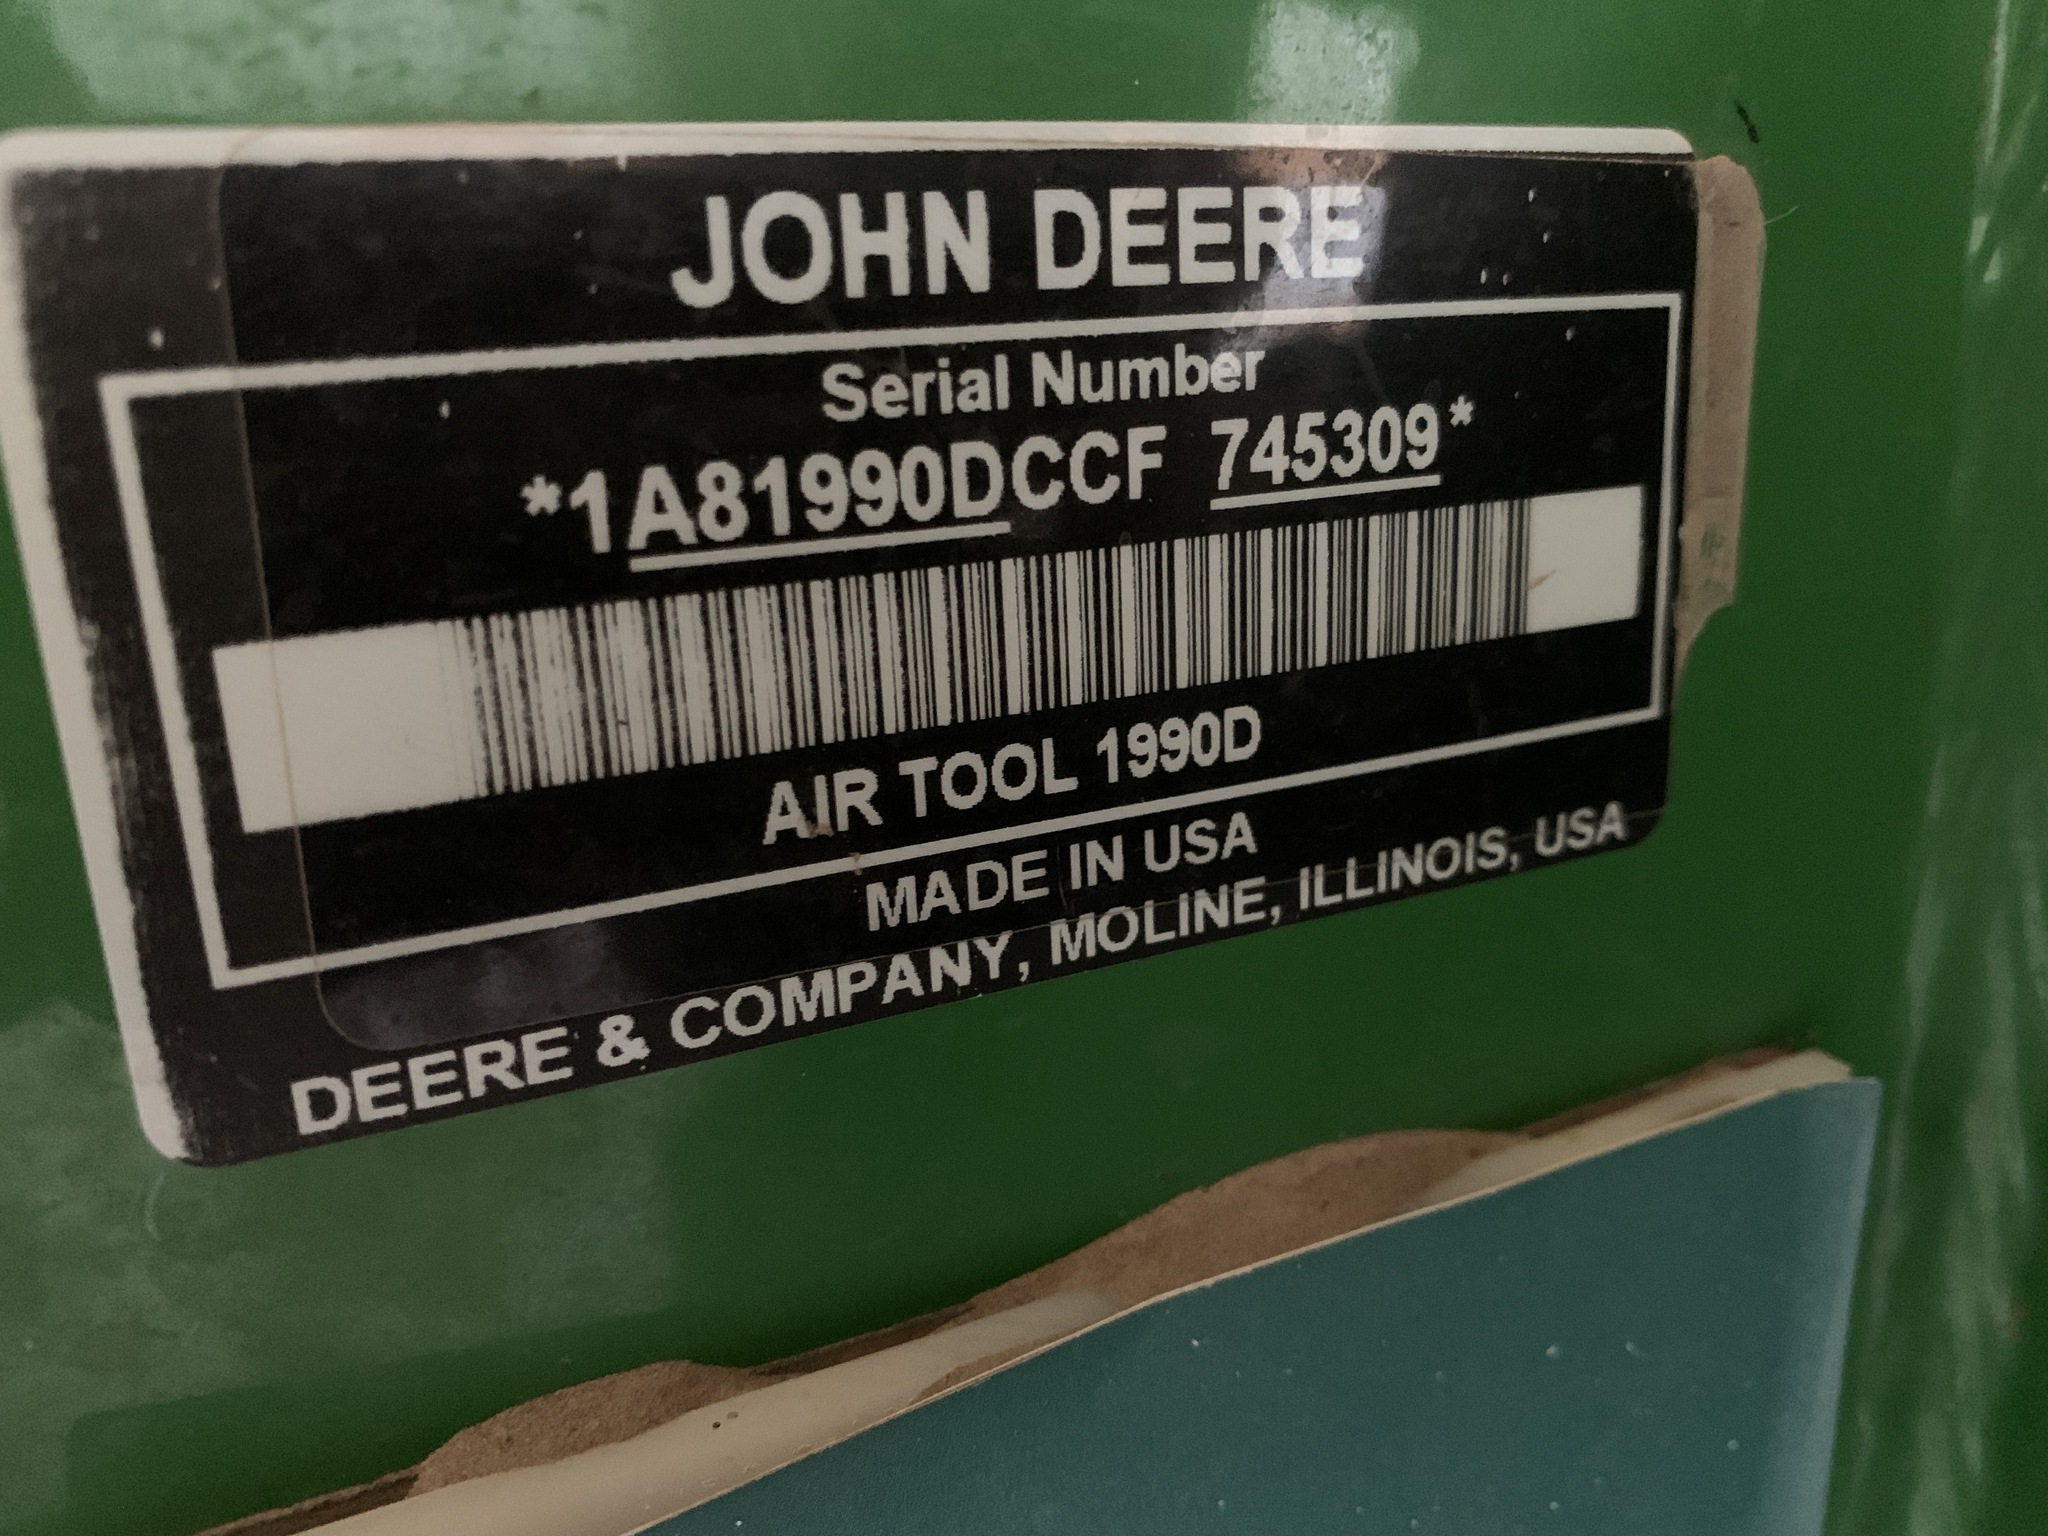 JOHN DEERE
Serial Number
*1A81990DCCF 745309*
AIR TOOL 1990D
MADE IN USA
DEERE & COMPANY, MOLINE, ILLINOIS, USA